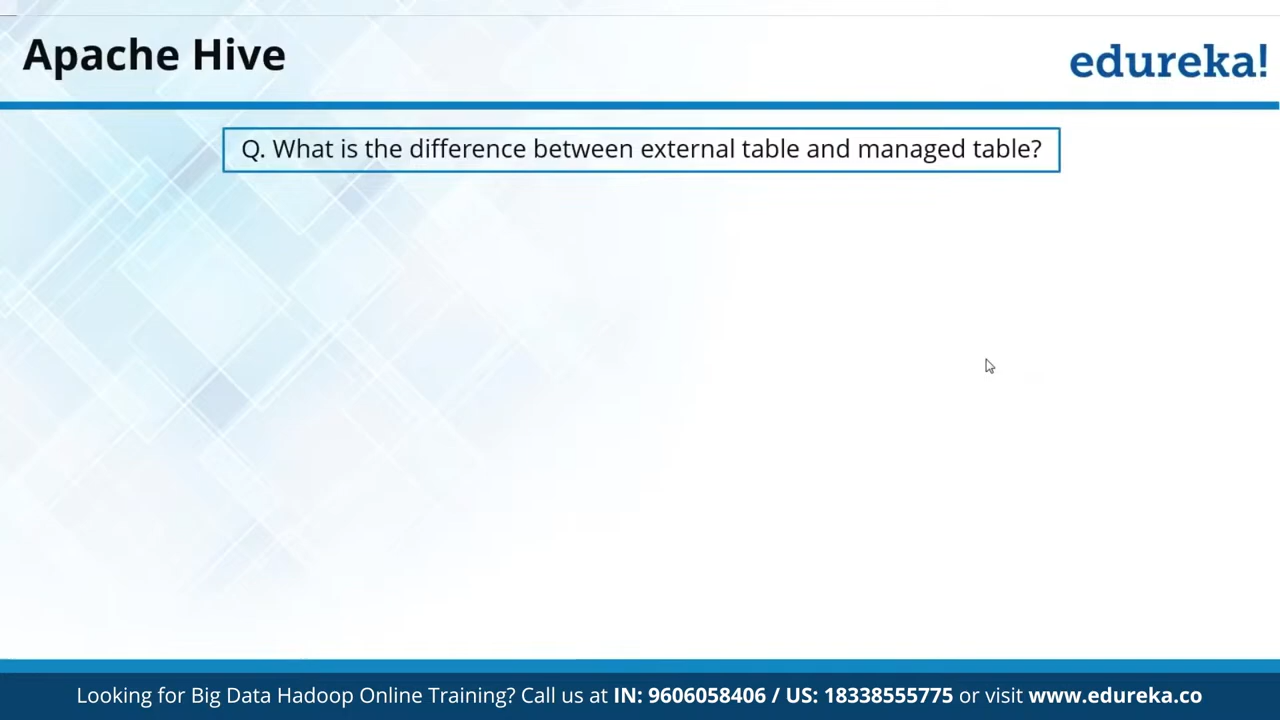 Apache Hive
edureka!
Q. What is the difference between external table and managed table?
Looking for Big Data Hadoop Online Training? Call us at IN: 9606058406 / US: 18338555775 or visit www.edureka.co